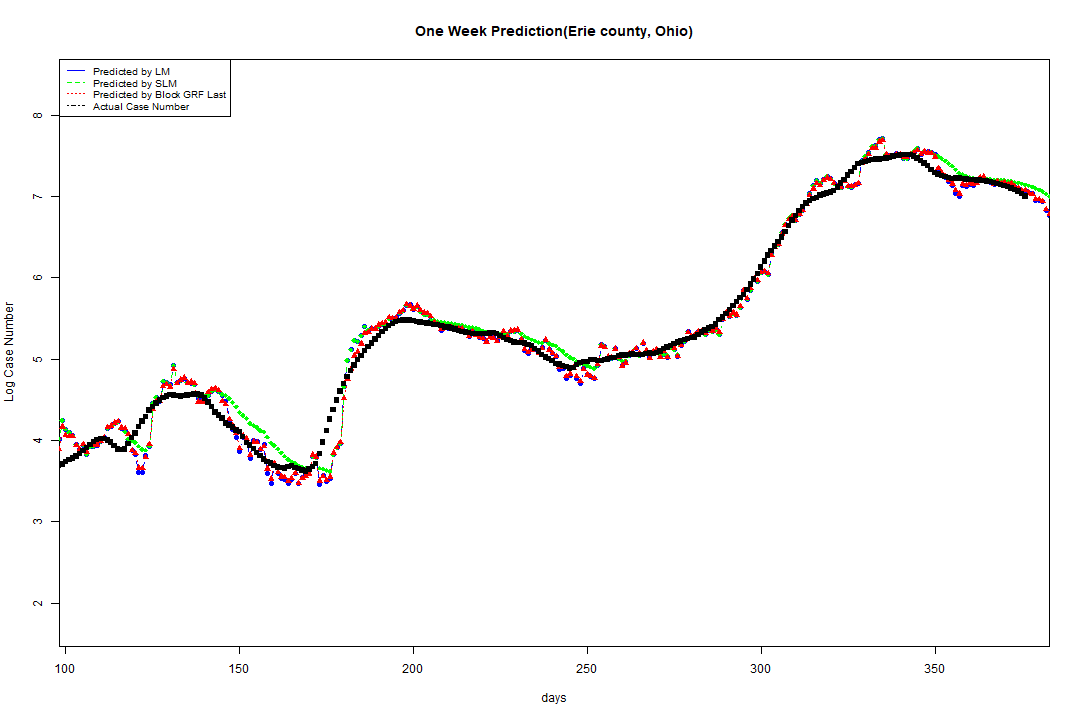 One Week Prediction(Erie county, Ohio)
Predicted by LM
Predicted by SLM
Predicted by Block GRF Last
Actual Case Number
Log Case Number
8
7
6
5
4
3
2
100 150 200 250 300 350
days